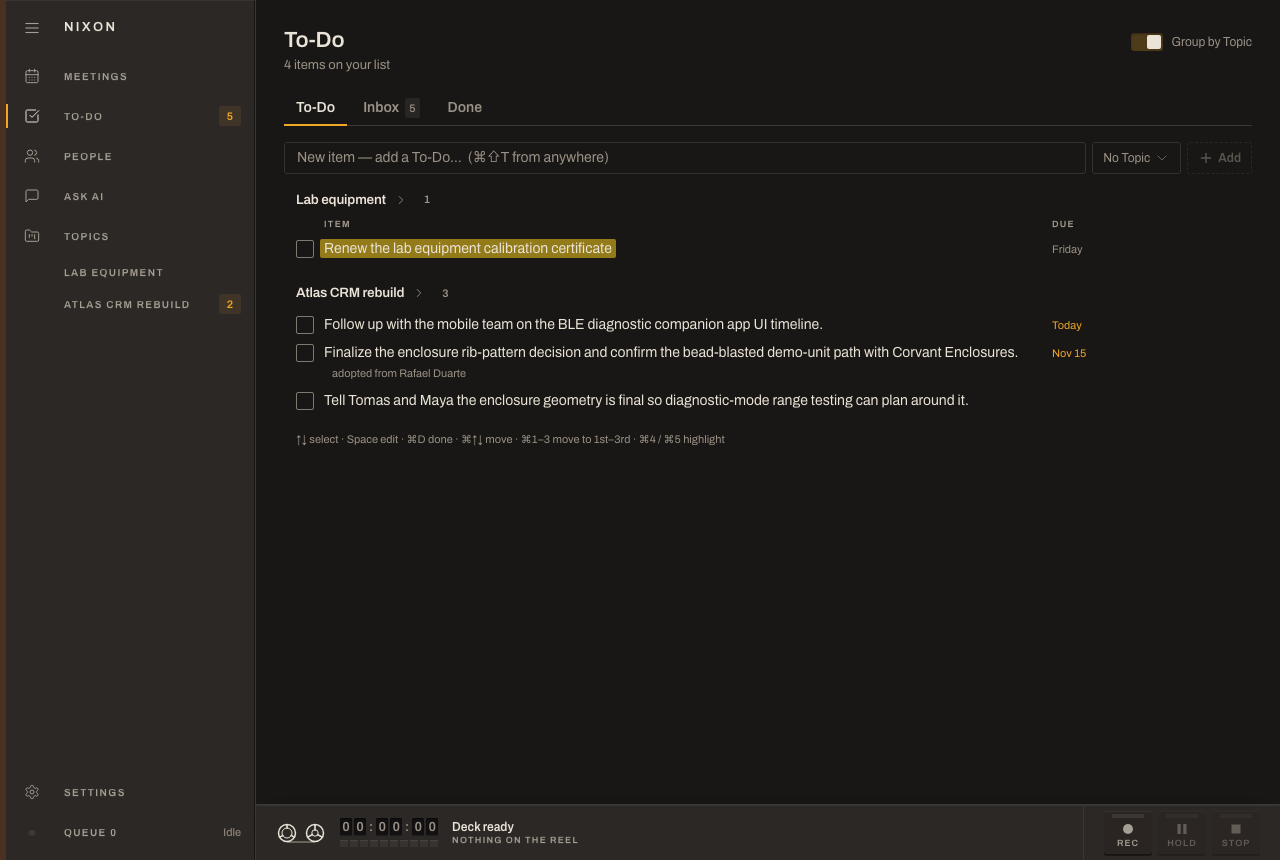 NIXON
MEETINGS
TO-DO 5
PEOPLE
ASK AI
TOPICS
LAB EQUIPMENT
ATLAS CRM REBUILD 2
SETTINGS
QUEUE 0 Idle
To-Do
4 items on your list
Group by Topic
To-Do Inbox 5 Done
New item — add a To-Do... (⌘⇧T from anywhere)
No Topic
+ Add
Lab equipment > 1
ITEM DUE
Renew the lab equipment calibration certificate Friday
Atlas CRM rebuild > 3
Follow up with the mobile team on the BLE diagnostic companion app UI timeline. Today
Finalize the enclosure rib-pattern decision and confirm the bead-blasted demo-unit path with Corvant Enclosures. Nov 15
adopted from Rafael Duarte
Tell Tomas and Maya the enclosure geometry is final so diagnostic-mode range testing can plan around it.
↑↓ select · Space edit · ⌘D done · ⌘↑↓ move · ⌘1–3 move to 1st–3rd · ⌘4 / ⌘5 highlight
00:00:00
Deck ready
NOTHING ON THE REEL
REC HOLD STOP